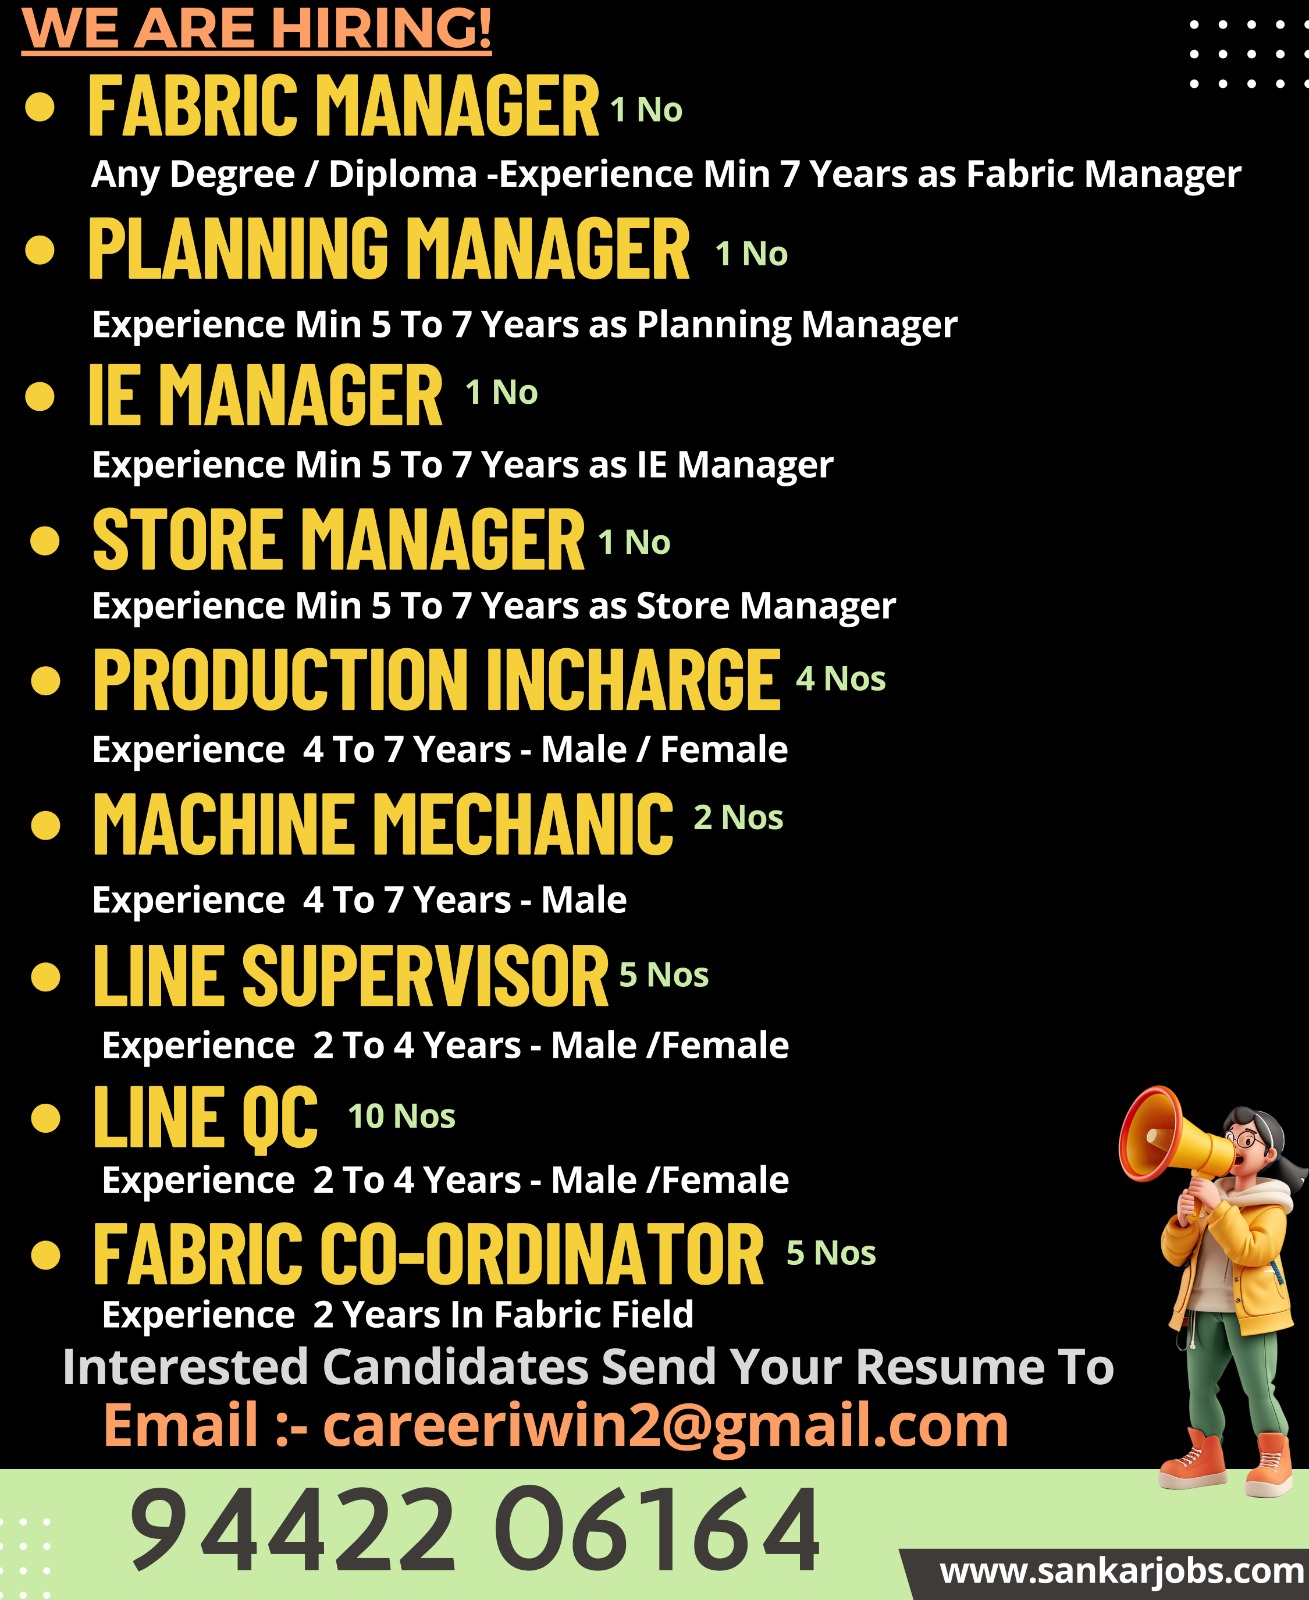 WE ARE HIRING!
FABRIC MANAGER 1 No
Any Degree / Diploma -Experience Min 7 Years as Fabric Manager
PLANNING MANAGER 1 No
Experience Min 5 To 7 Years as Planning Manager
IE MANAGER 1 No
Experience Min 5 To 7 Years as IE Manager
STORE MANAGER 1 No
Experience Min 5 To 7 Years as Store Manager
PRODUCTION INCHARGE 4 Nos
Experience 4 To 7 Years - Male / Female
MACHINE MECHANIC 2 Nos
Experience 4 To 7 Years - Male
LINE SUPERVISOR 5 Nos
Experience 2 To 4 Years - Male /Female
LINE QC 10 Nos
Experience 2 To 4 Years - Male /Female
FABRIC CO-ORDINATOR 5 Nos
Experience 2 Years In Fabric Field
Interested Candidates Send Your Resume To
Email :- careeriwin2@gmail.com
94422 06164
www.sankarjobs.com